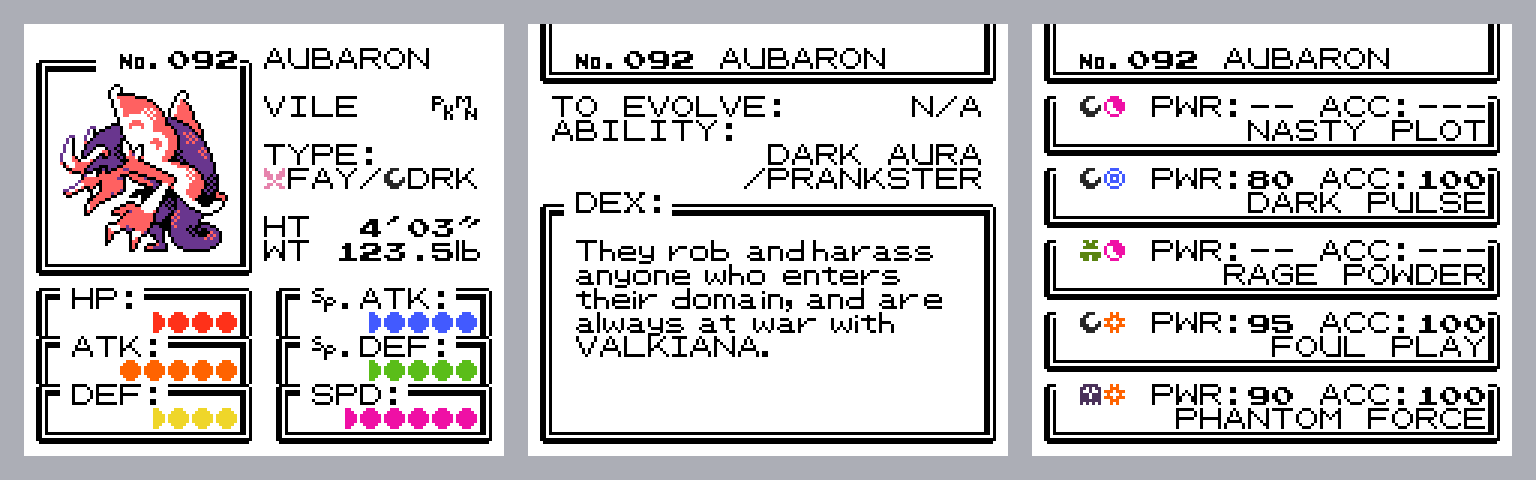 No.092 AUBARON
VILE PKMN
TYPE:
FAY/DRK
HT 4'03"
WT 123.5lb
HP:
ATK:
DEF:
Sp.ATK:
Sp.DEF:
SPD:
No.092 AUBARON
TO EVOLVE: N/A
ABILITY:
DARK AURA
/PRANKSTER
DEX:
They rob and harass
anyone who enters
their domain, and are
always at war with
VALKIANA.
No.092 AUBARON
PWR:-- ACC:---
NASTY PLOT
PWR:80 ACC:100
DARK PULSE
PWR:-- ACC:---
RAGE POWDER
PWR:95 ACC:100
FOUL PLAY
PWR:90 ACC:100
PHANTOM FORCE